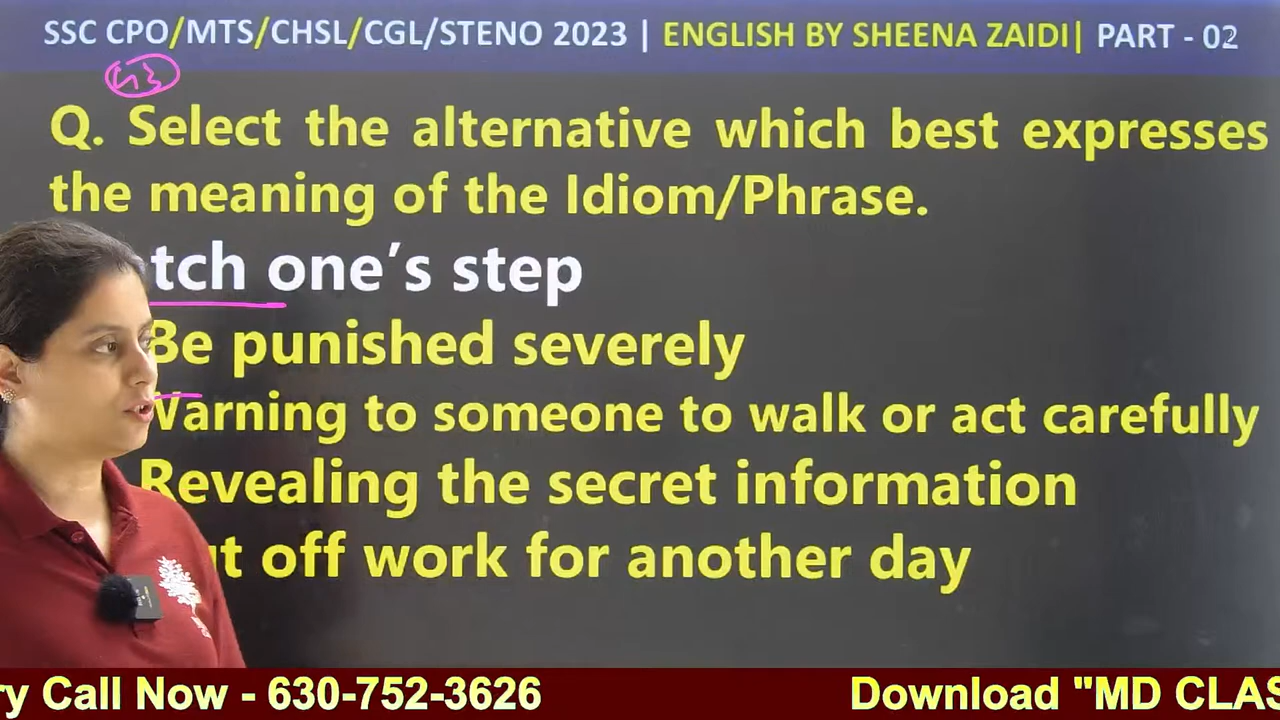 SSC CPO/MTS/CHSL/CGL/STENO 2023 | ENGLISH BY SHEENA ZAIDI| PART - 02
Q. Select the alternative which best expresses
the meaning of the Idiom/Phrase.
tch one's step
Be punished severely
Warning to someone to walk or act carefully
Revealing the secret information
ut off work for another day
ry Call Now - 630-752-3626 Download "MD CLAS